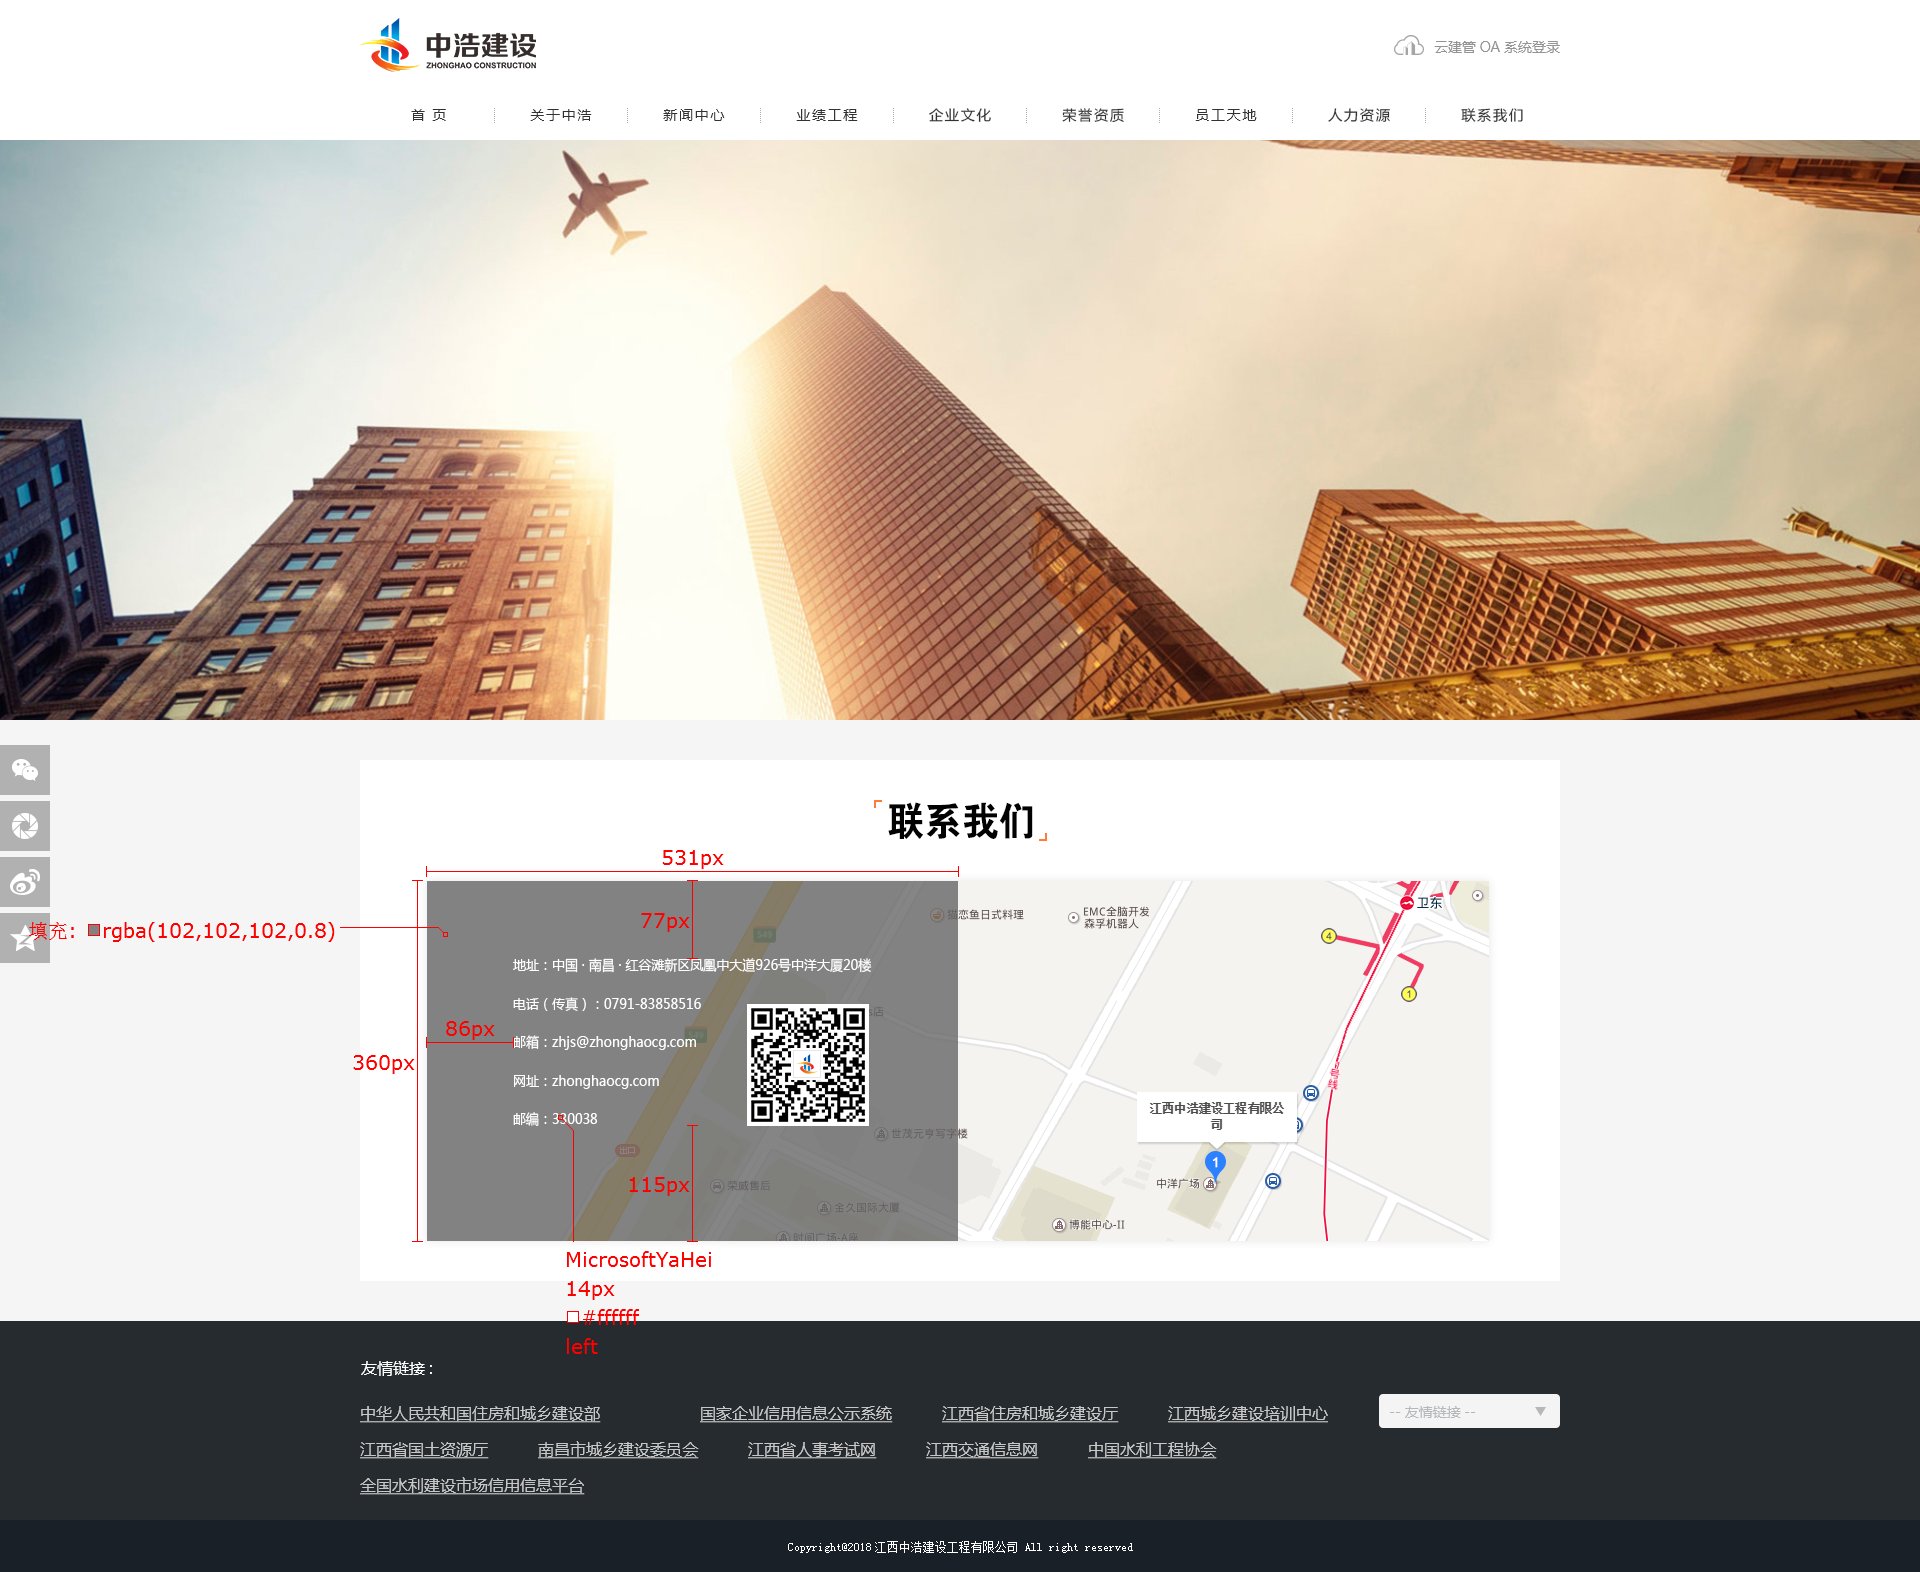 中浩建设
ZHONGHAO CONSTRUCTION
云建管 OA 系统登录
首 页
关于中浩
新闻中心
业绩工程
企业文化
荣誉资质
员工天地
人力资源
联系我们
联系我们
531px
77px
填充: rgba(102,102,102,0.8)
360px
86px
115px
地址：中国 · 南昌 · 红谷滩新区凤凰中大道926号中洋大厦20楼
电话（传真）：0791-83858516
邮箱：zhjs@zhonghaocg.com
网址：zhonghaocg.com
邮编：330038
MicrosoftYaHei
14px
#ffffff
left
猫恋鱼日式料理
EMC全脑开发
森孚机器人
卫东
4
1
店
世茂元亨写字楼
出口
荣威售后
金久国际大厦
时间广场-A座
江西中浩建设工程有限公
司
1
中洋广场
博能中心-II
友情链接：
中华人民共和国住房和城乡建设部
国家企业信用信息公示系统
江西省住房和城乡建设厅
江西城乡建设培训中心
-- 友情链接 --
江西省国土资源厅
南昌市城乡建设委员会
江西省人事考试网
江西交通信息网
中国水利工程协会
全国水利建设市场信用信息平台
Copyright@2018 江西中浩建设工程有限公司 All right reserved